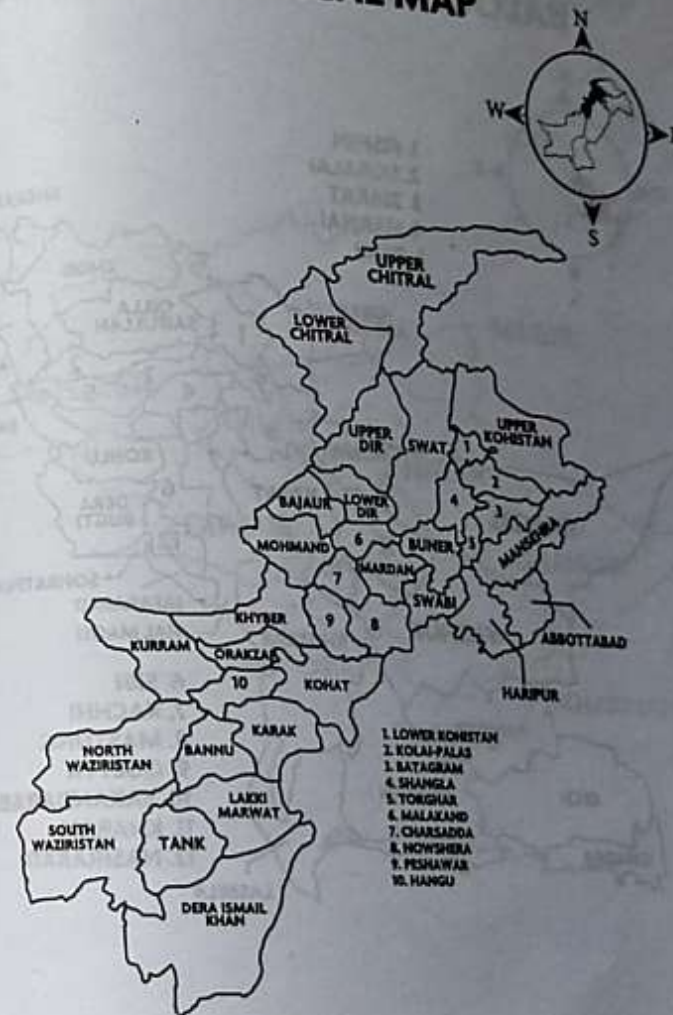 MAP
N
W
S
UPPER
CHITRAL
LOWER
CHITRAL
UPPER
DIR
SWAT
UPPER
KOHISTAN
1
2
3
4
5
BAJAUR
LOWER
DIR
6
BUNER
MANSEHRA
MOHMAND
7
MARDAN
SWABI
KHYBER
9
8
ABBOTTABAD
KURRAM
ORAKZAI
HARIPUR
10
KOHAT
NORTH
WAZIRISTAN
BANNU
KARAK
LAKKI
MARWAT
SOUTH
WAZIRISTAN
TANK
DERA ISMAIL
KHAN
1. LOWER KOHISTAN
2. KOLAI-PALAS
3. BATAGRAM
4. SHANGLA
5. TORGHAR
6. MALAKAND
7. CHARSADDA
8. NOWSHERA
9. PESHAWAR
10. HANGU